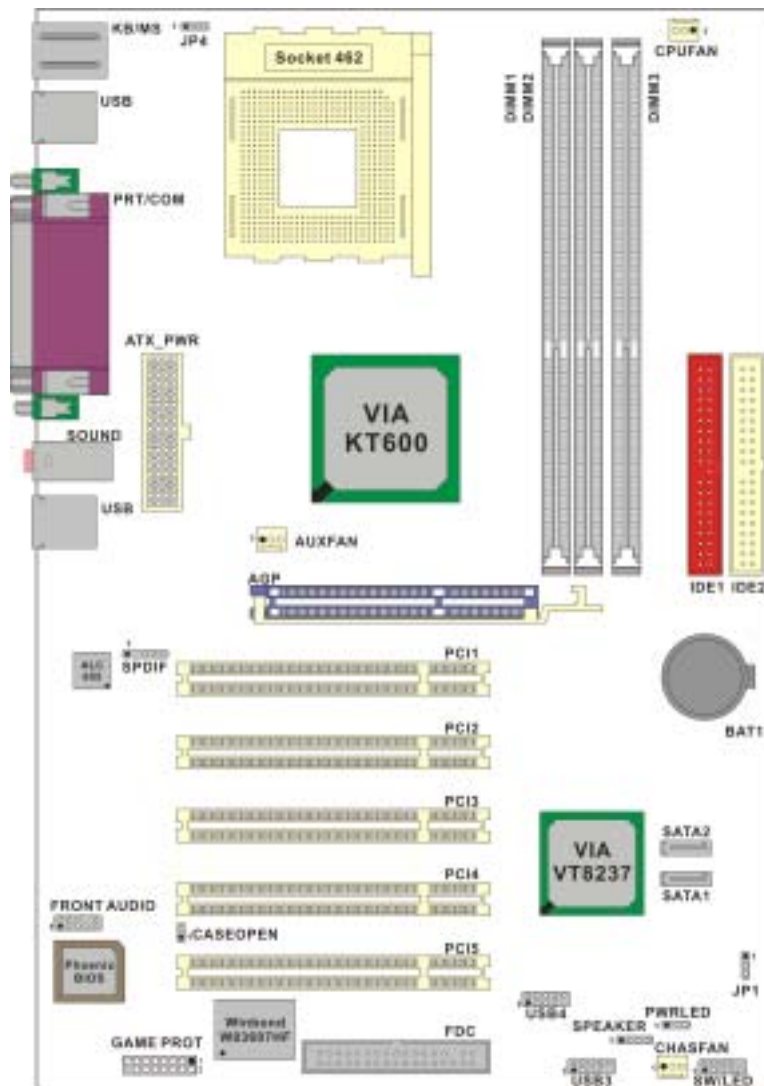 KB/MS
JP4
Socket 462
CPUFAN
USB
DIMM1
DIMM2
DIMM3
PRT/COM
ATX_PWR
VIA
KT600
SOUND
USB
AUXFAN
IDE1
IDE2
AGP
1
SPDIF
ALC
PCI1
BAT1
PCI2
PCI3
VIA
VT8237
SATA2
SATA1
PCI4
FRONT AUDIO
CASEOPEN
PCI5
Phoenix
BIOS
JP1
USB4
PWRLED
SPEAKER
Winbond
GAME PROT
FDC
CHASFAN
USB3
SW/LED